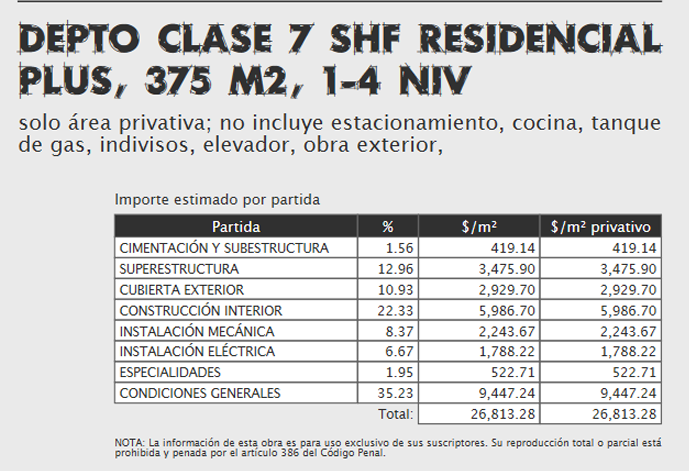 DEPTO CLASE 7 SHF RESIDENCIAL
PLUS, 375 M2, 1-4 NIV
solo área privativa; no incluye estacionamiento, cocina, tanque
de gas, indivisos, elevador, obra exterior,
Importe estimado por partida
Partida % $/m² $/m² privativo
CIMENTACIÓN Y SUBESTRUCTURA 1.56 419.14 419.14
SUPERESTRUCTURA 12.96 3,475.90 3,475.90
CUBIERTA EXTERIOR 10.93 2,929.70 2,929.70
CONSTRUCCIÓN INTERIOR 22.33 5,986.70 5,986.70
INSTALACIÓN MECÁNICA 8.37 2,243.67 2,243.67
INSTALACIÓN ELÉCTRICA 6.67 1,788.22 1,788.22
ESPECIALIDADES 1.95 522.71 522.71
CONDICIONES GENERALES 35.23 9,447.24 9,447.24
Total: 26,813.28 26,813.28
NOTA: La información de esta obra es para uso exclusivo de sus suscriptores. Su reproducción total o parcial está
prohibida y penada por el artículo 386 del Código Penal.